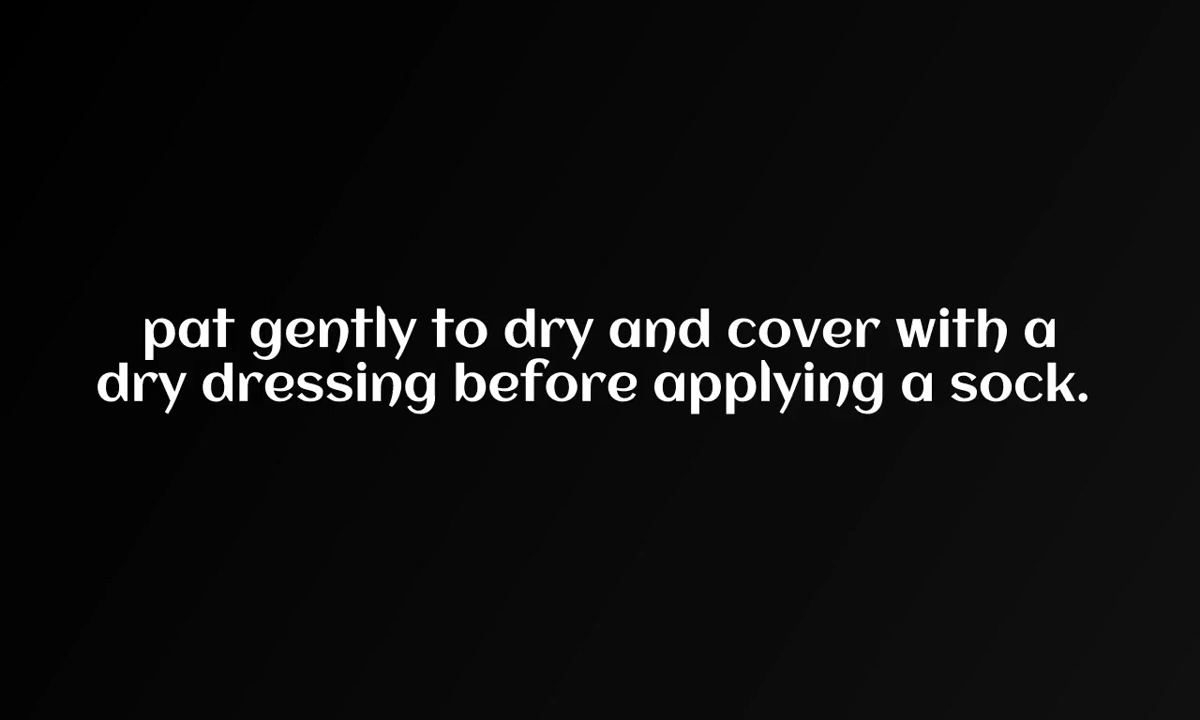 pat gently to dry and cover with a
dry dressing before applying a sock.